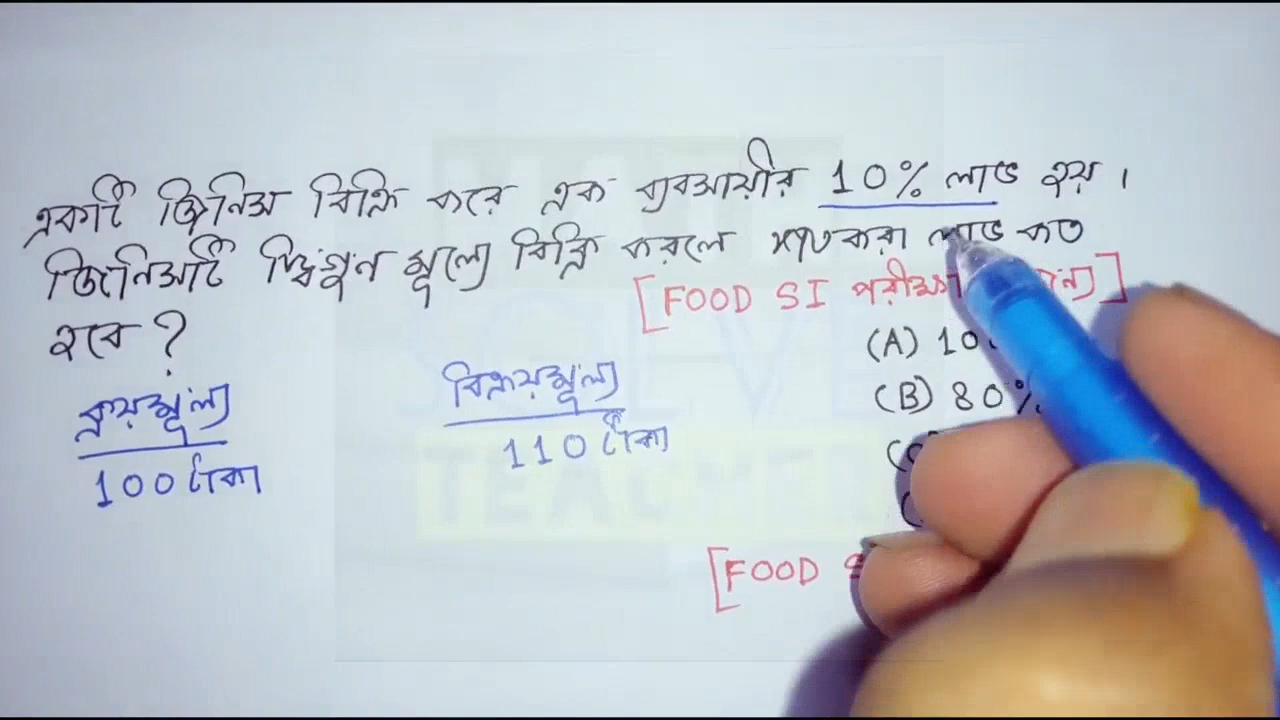 একটি জিনিস বিক্রি করে এক ব্যবসায়ীর 10% লাভ হয়।
জিনিসটি দ্বিগুন মূল্যে বিক্রি করলে শতকরা লাভ কত
হবে?
[FOOD SI পরীক্ষা
(A) 10
(B) 80%
ক্রয়মূল্য
100 টাকা
বিক্রয়মূল্য
110 টাকা
[FOOD